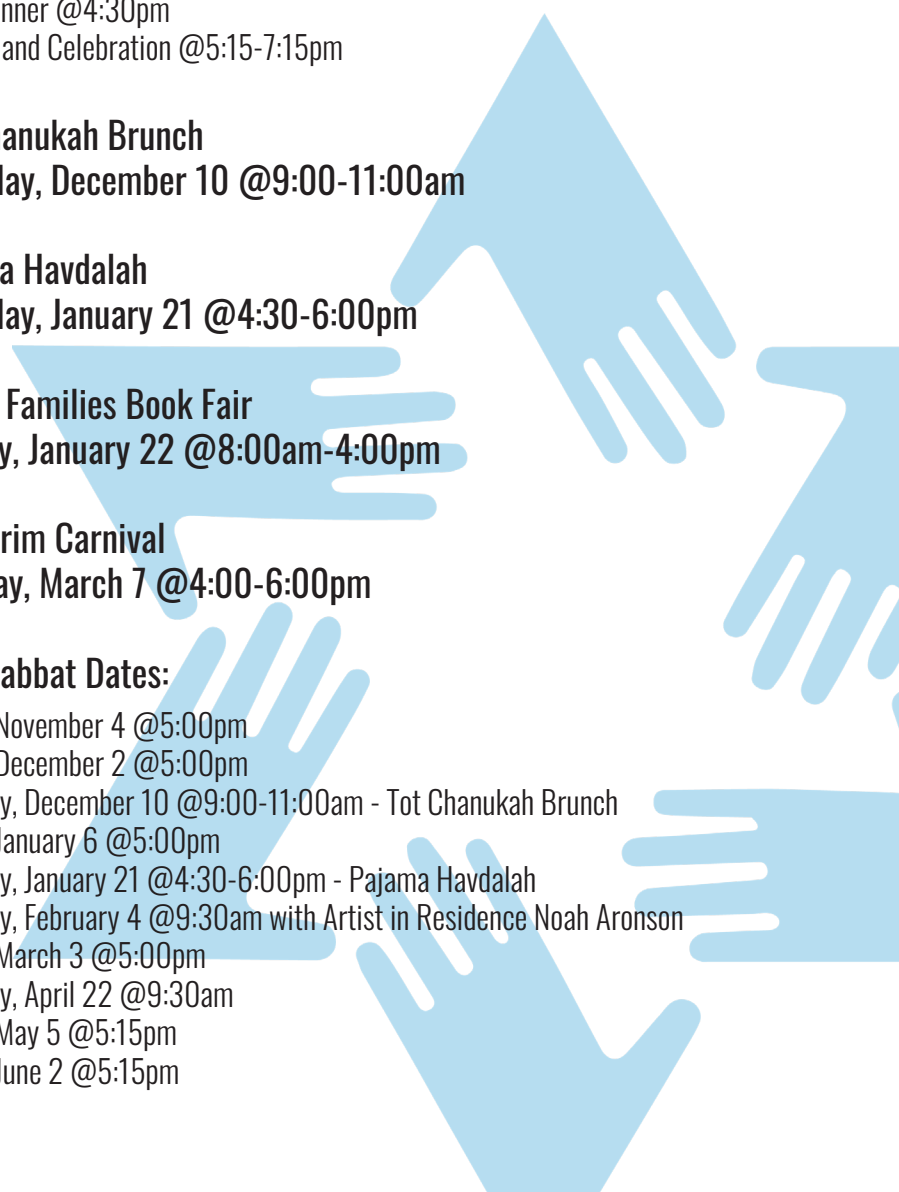 nner @4:30pm
and Celebration @5:15-7:15pm
anukah Brunch
day, December 10 @9:00-11:00am
a Havdalah
day, January 21 @4:30-6:00pm
Families Book Fair
y, January 22 @8:00am-4:00pm
rim Carnival
ay, March 7 @4:00-6:00pm
abbat Dates:
November 4 @5:00pm
December 2 @5:00pm
y, December 10 @9:00-11:00am - Tot Chanukah Brunch
January 6 @5:00pm
y, January 21 @4:30-6:00pm - Pajama Havdalah
y, February 4 @9:30am with Artist in Residence Noah Aronson
March 3 @5:00pm
y, April 22 @9:30am
May 5 @5:15pm
June 2 @5:15pm